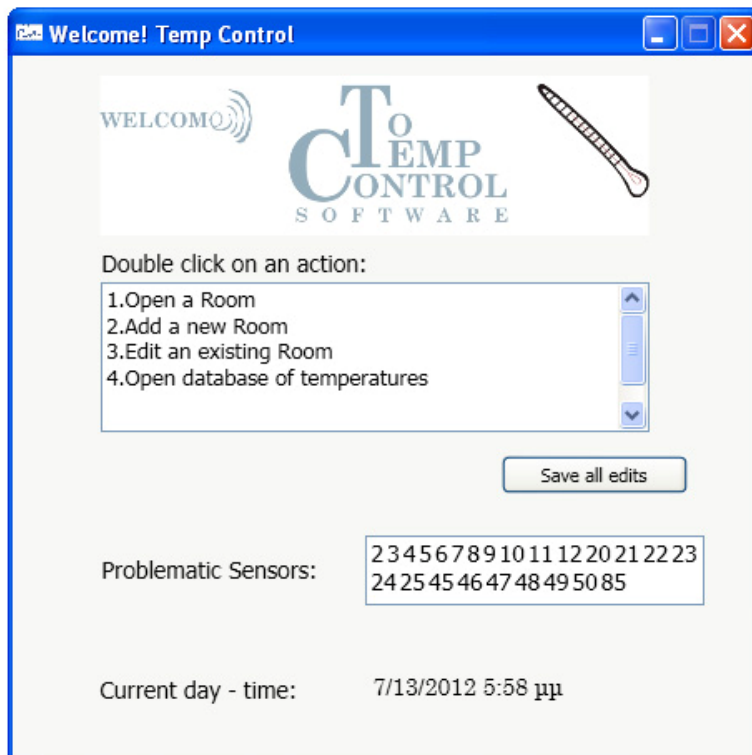 Welcome! Temp Control
WELCOMO
TO
TEMP
CONTROL
SOFTWARE
Double click on an action:
1.Open a Room
2.Add a new Room
3.Edit an existing Room
4.Open database of temperatures
Save all edits
Problematic Sensors:
2 3 4 5 6 7 8 9 10 11 12 20 21 22 23
24 25 45 46 47 48 49 50 85
Current day - time:
7/13/2012 5:58 μμ